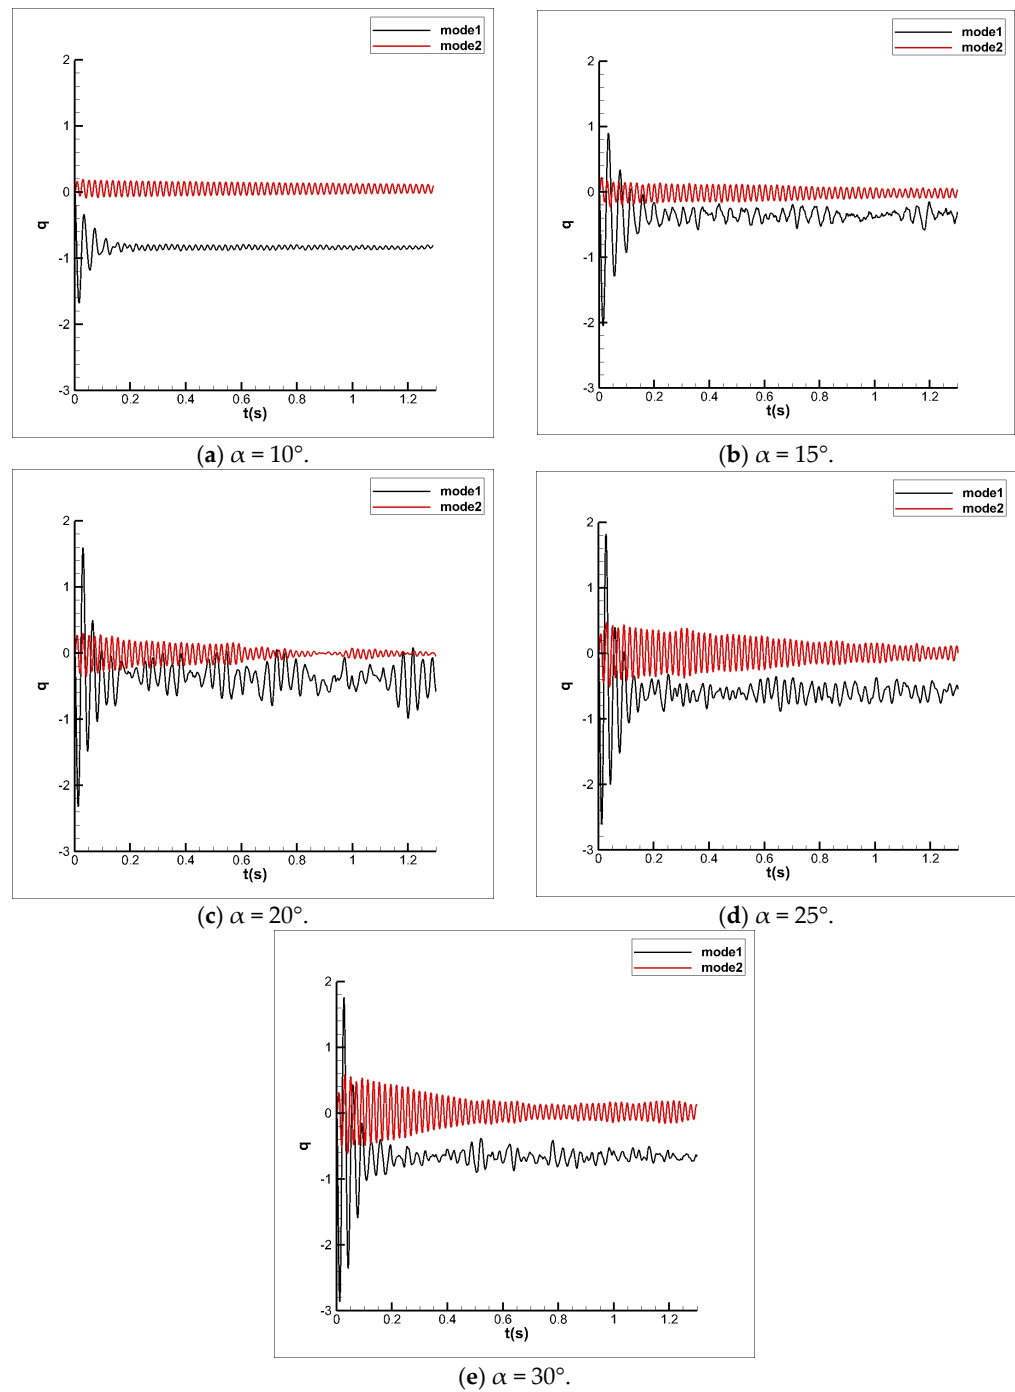 mode1
mode2
2
1
0
-1
-2
-3
q
0 0.2 0.4 0.6 0.8 1 1.2
t(s)
(a) α = 10°.
mode1
mode2
2
1
0
-1
-2
-3
q
0 0.2 0.4 0.6 0.8 1 1.2
t(s)
(b) α = 15°.
mode1
mode2
2
1
0
-1
-2
-3
q
0 0.2 0.4 0.6 0.8 1 1.2
t(s)
(c) α = 20°.
mode1
mode2
2
1
0
-1
-2
-3
q
0 0.2 0.4 0.6 0.8 1 1.2
t(s)
(d) α = 25°.
mode1
mode2
2
1
0
-1
-2
-3
q
0 0.2 0.4 0.6 0.8 1 1.2
t(s)
(e) α = 30°.